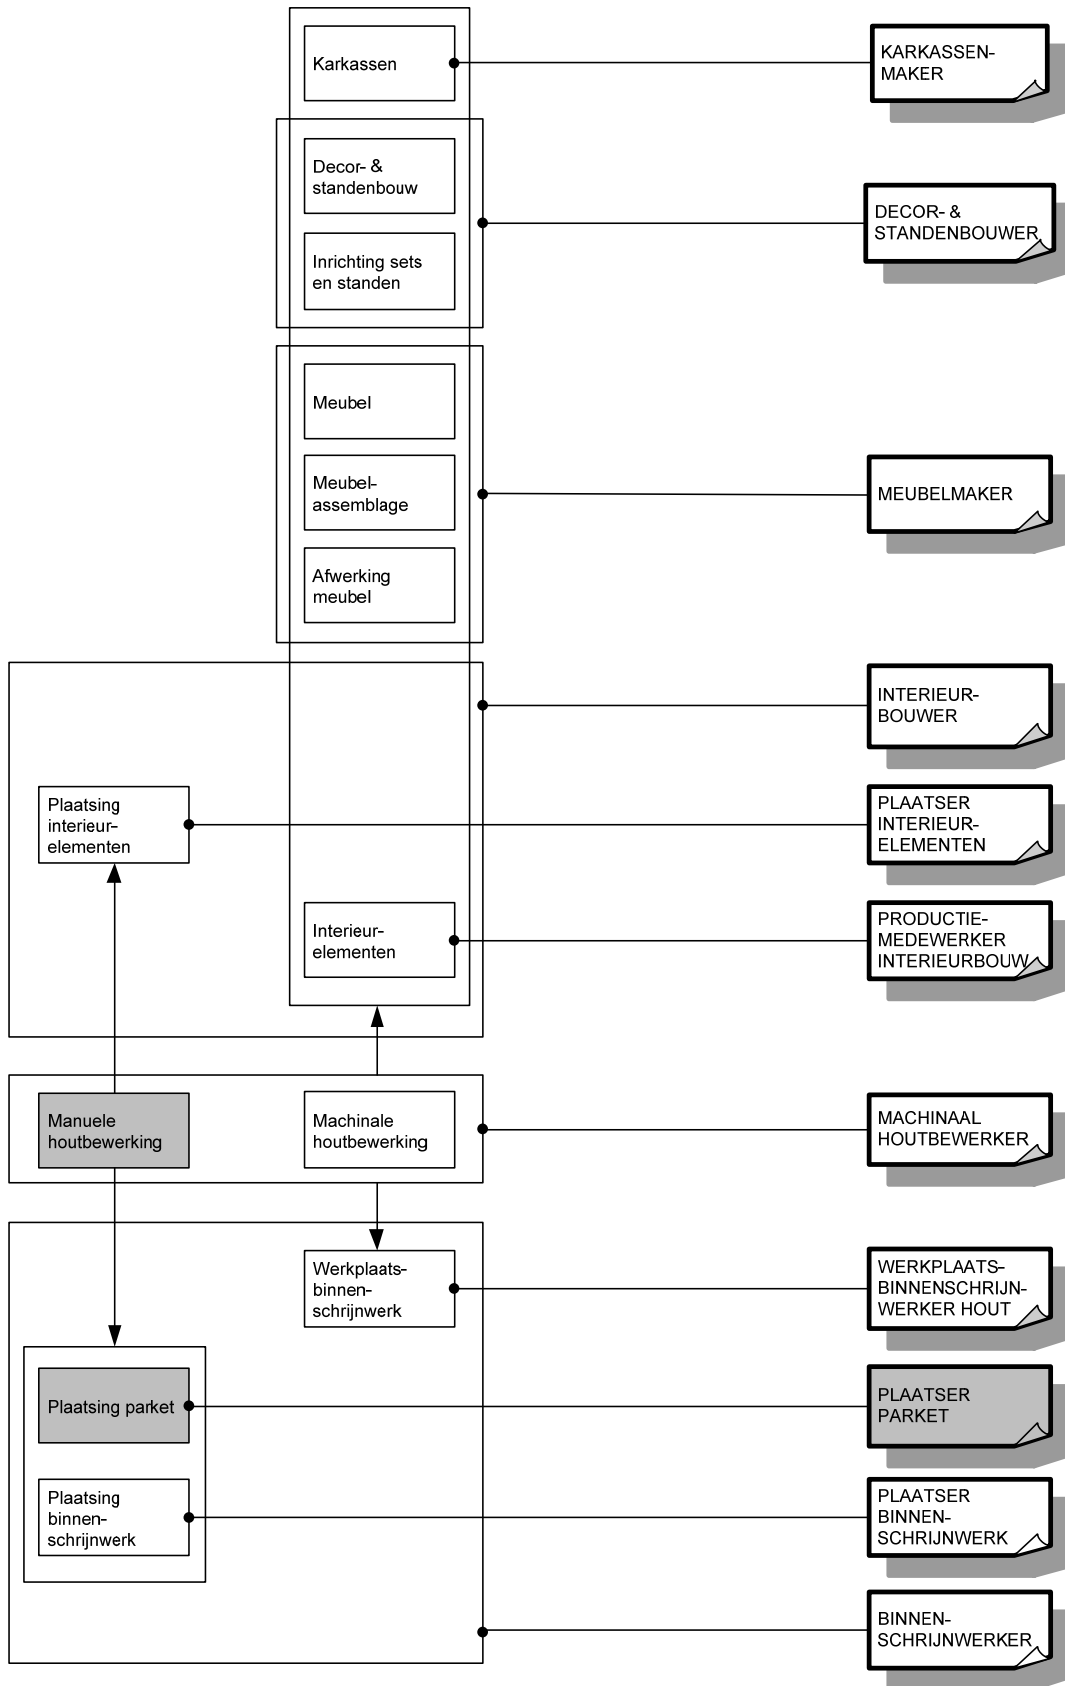 Karkassen
KARKASSEN-
MAKER
Decor- &
standenbouw
Inrichting sets
en standen
DECOR- &
STANDENBOUWER
Meubel
Meubel-
assemblage
Afwerking
meubel
MEUBELMAKER
INTERIEUR-
BOUWER
Plaatsing
interieur-
elementen
PLAATSER
INTERIEUR-
ELEMENTEN
Interieur-
elementen
PRODUCTIE-
MEDEWERKER
INTERIEURBOUW
Manuele
houtbewerking
Machinale
houtbewerking
MACHINAAL
HOUTBEWERKER
Werkplaats-
binnen-
schrijnwerk
WERKPLAATS-
BINNENSCHRIJN-
WERKER HOUT
Plaatsing parket
PLAATSER
PARKET
Plaatsing
binnen-
schrijnwerk
PLAATSER
BINNEN-
SCHRIJNWERK
BINNEN-
SCHRIJNWERKER